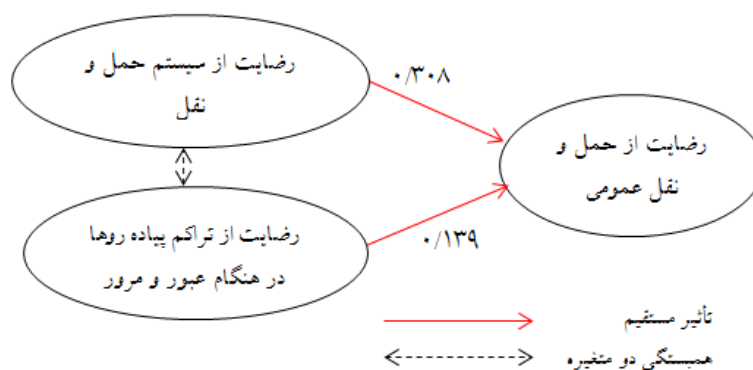 رضایت از سیستم حمل و
نقل
۰/۳۰۸
رضایت از حمل و
نقل عمومی
رضایت از تراکم پیاده روها
در هنگام عبور و مرور
۰/۱۳۹
تأثیر مستقیم
همبستگی دو متغیره